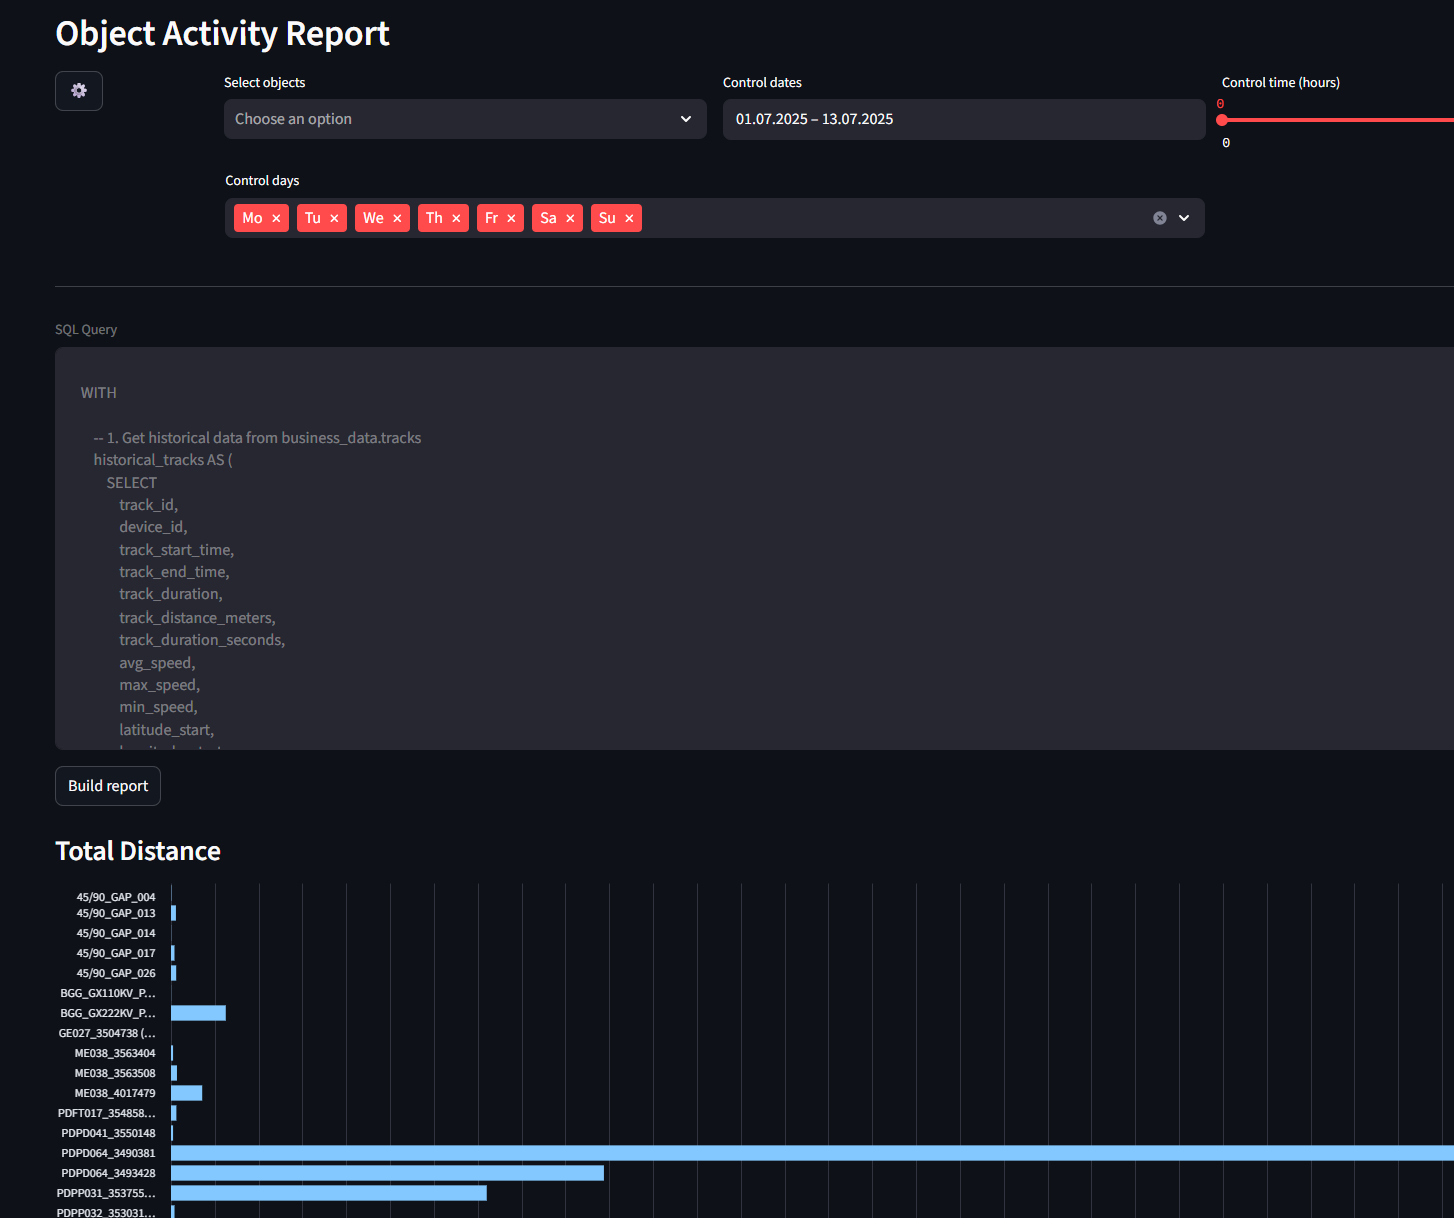 Object Activity Report
Select objects
Choose an option
Control dates
01.07.2025 – 13.07.2025
Control time (hours)
0
0
Control days
Mo × Tu × We × Th × Fr × Sa × Su ×
SQL Query
WITH
-- 1. Get historical data from business_data.tracks
historical_tracks AS (
SELECT
track_id,
device_id,
track_start_time,
track_end_time,
track_duration,
track_distance_meters,
track_duration_seconds,
avg_speed,
max_speed,
min_speed,
latitude_start,
Build report
Total Distance
45/90_GAP_004
45/90_GAP_013
45/90_GAP_014
45/90_GAP_017
45/90_GAP_026
BGG_GX110KV_P...
BGG_GX222KV_P...
GE027_3504738 (...
ME038_3563404
ME038_3563508
ME038_4017479
PDFT017_354858...
PDPD041_3550148
PDPD064_3490381
PDPD064_3493428
PDPP031_353755...
PDPP032_353031...